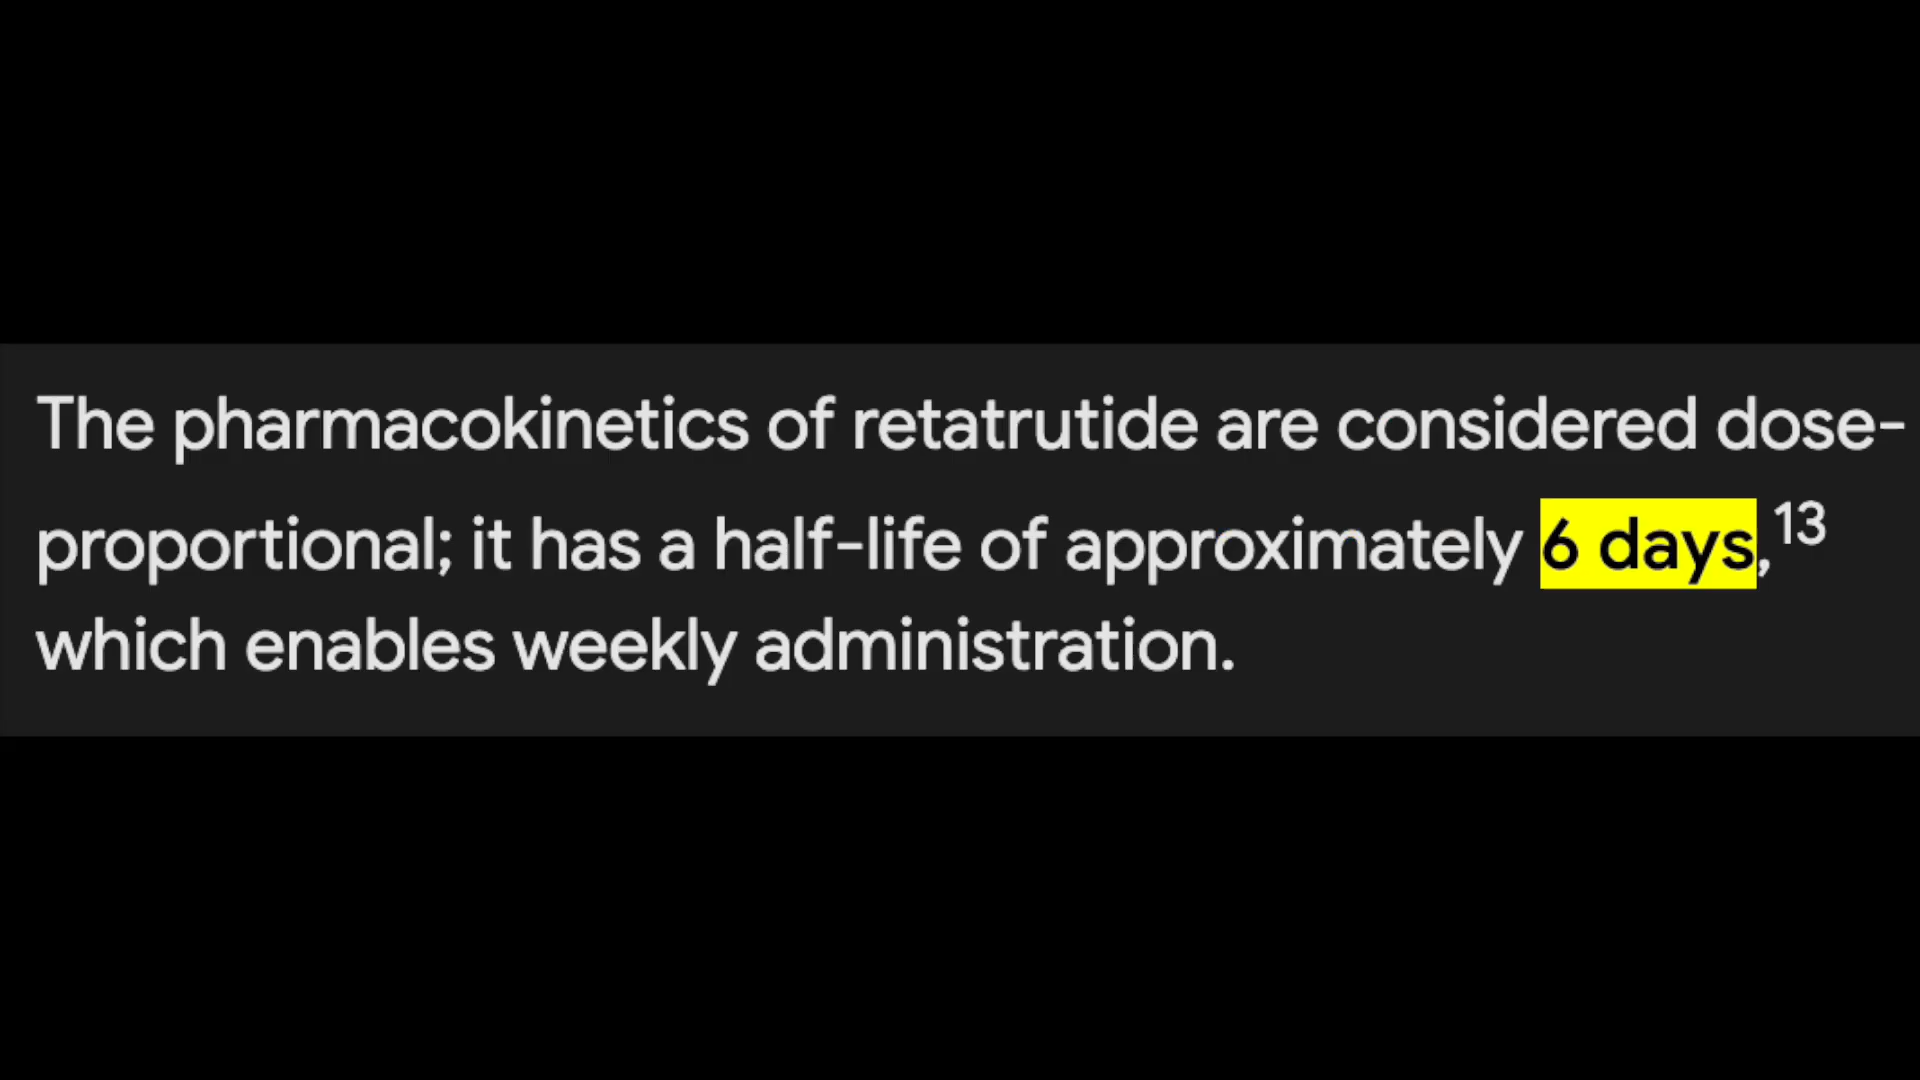 The pharmacokinetics of retatrutide are considered dose-
proportional; it has a half-life of approximately 6 days,13
which enables weekly administration.